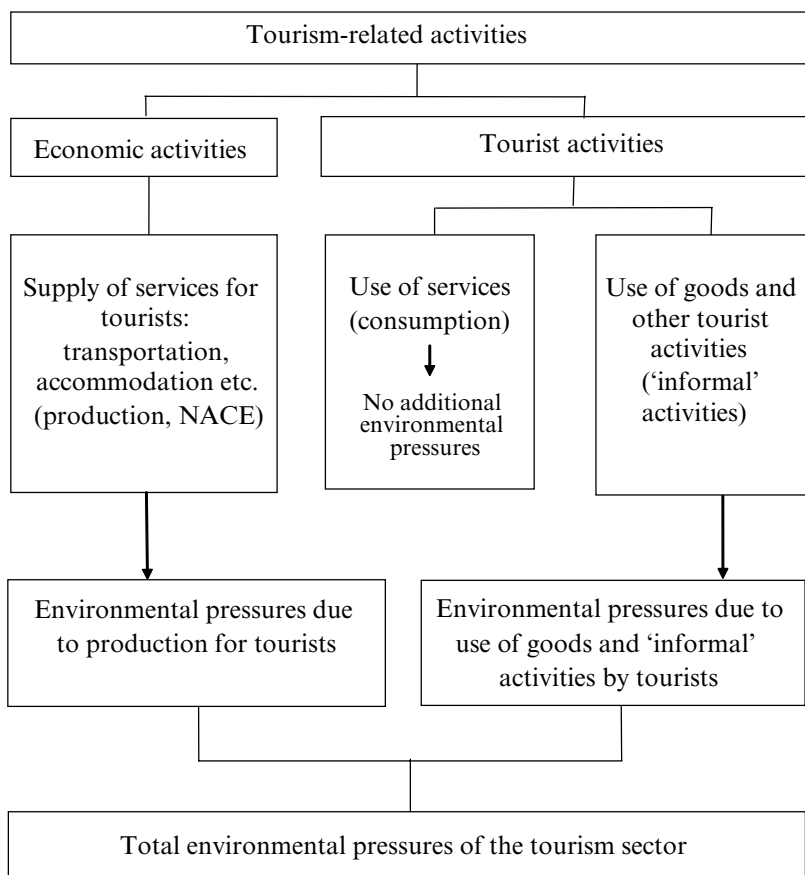 Tourism-related activities
Economic activities
Tourist activities
Supply of services for
tourists:
transportation,
accommodation etc.
(production, NACE)
Use of services
(consumption)
No additional
environmental
pressures
Use of goods and
other tourist
activities
(‘informal’
activities)
Environmental pressures due
to production for tourists
Environmental pressures due to
use of goods and ‘informal’
activities by tourists
Total environmental pressures of the tourism sector